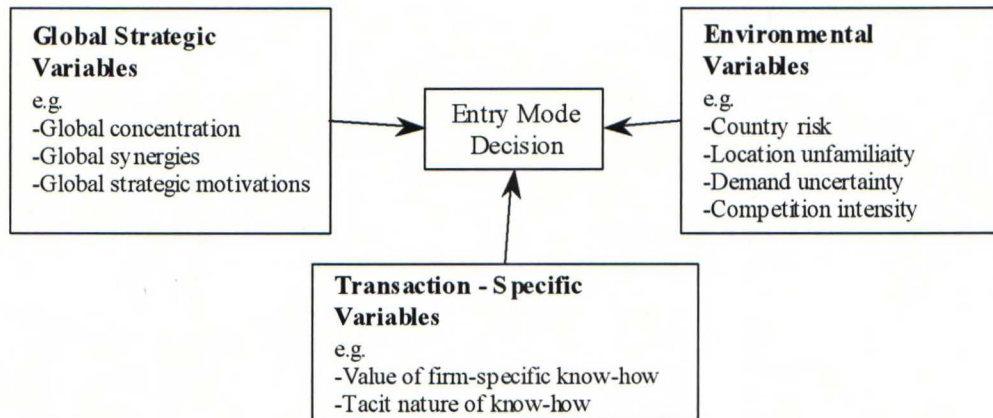 Global Strategic
Variables
e.g.
-Global concentration
-Global synergies
-Global strategic motivations
Entry Mode
Decision
Environmental
Variables
e.g
-Country risk
-Location unfamiliaity
-Demand uncertainty
-Competition intensity
Transaction - Specific
Variables
e.g.
-Value of firm-specific know-how
-Tacit nature of know-how